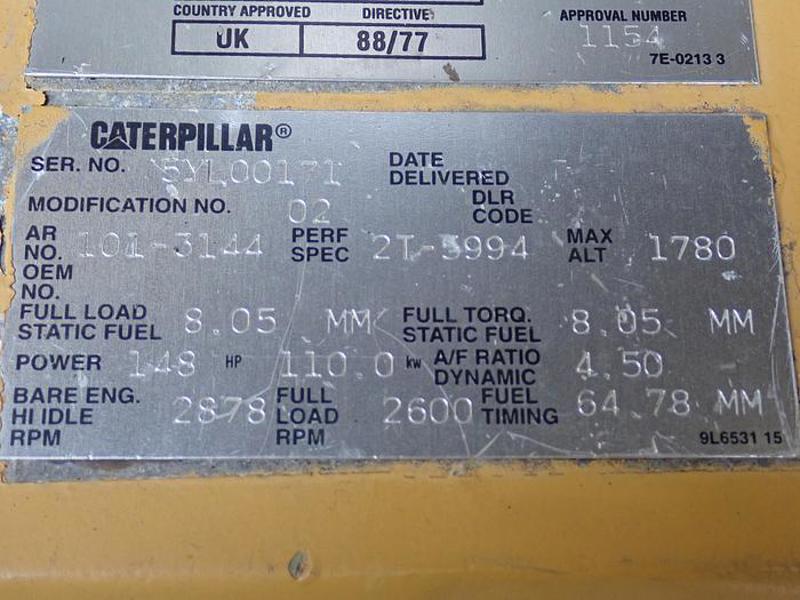 COUNTRY APPROVED DIRECTIVE APPROVAL NUMBER
UK 88/77 1154
7E-0213 3
CATERPILLAR®
SER. NO. 5YL00171 DATE DELIVERED
MODIFICATION NO. 02 DLR CODE
AR NO. 101-3144 PERF SPEC 2T-5994 MAX ALT 1780
OEM NO.
FULL LOAD STATIC FUEL 8.05 MM FULL TORQ. STATIC FUEL 8.05 MM
POWER 148 HP 110.0 kw A/F RATIO DYNAMIC 4.50
BARE ENG. HI IDLE RPM 2878 FULL LOAD RPM 2600 FUEL TIMING 64.78 MM
9L6531 15